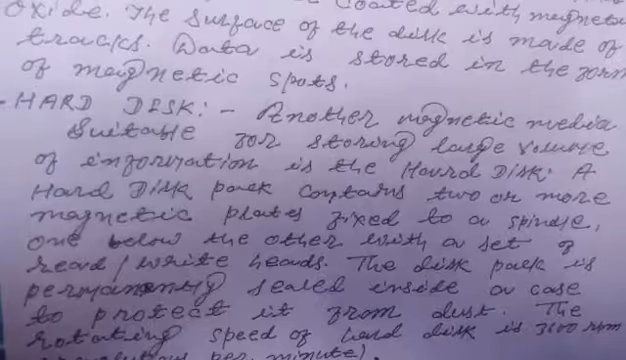 oxide. The surface of the disk is made of
tracks. Data is stored in the form
of magnetic spots.
- HARD DISK: - Another magnetic media
suitable for storing large volume
of information is the Hard Disk. A
Hard Disk pack contains two or more
magnetic plates fixed to a spindle,
one below the other with a set of
read/write heads. The disk pack is
permanently sealed inside a case
to protect it from dust. The
rotating speed of hard disk is 3600 rpm
per minute).